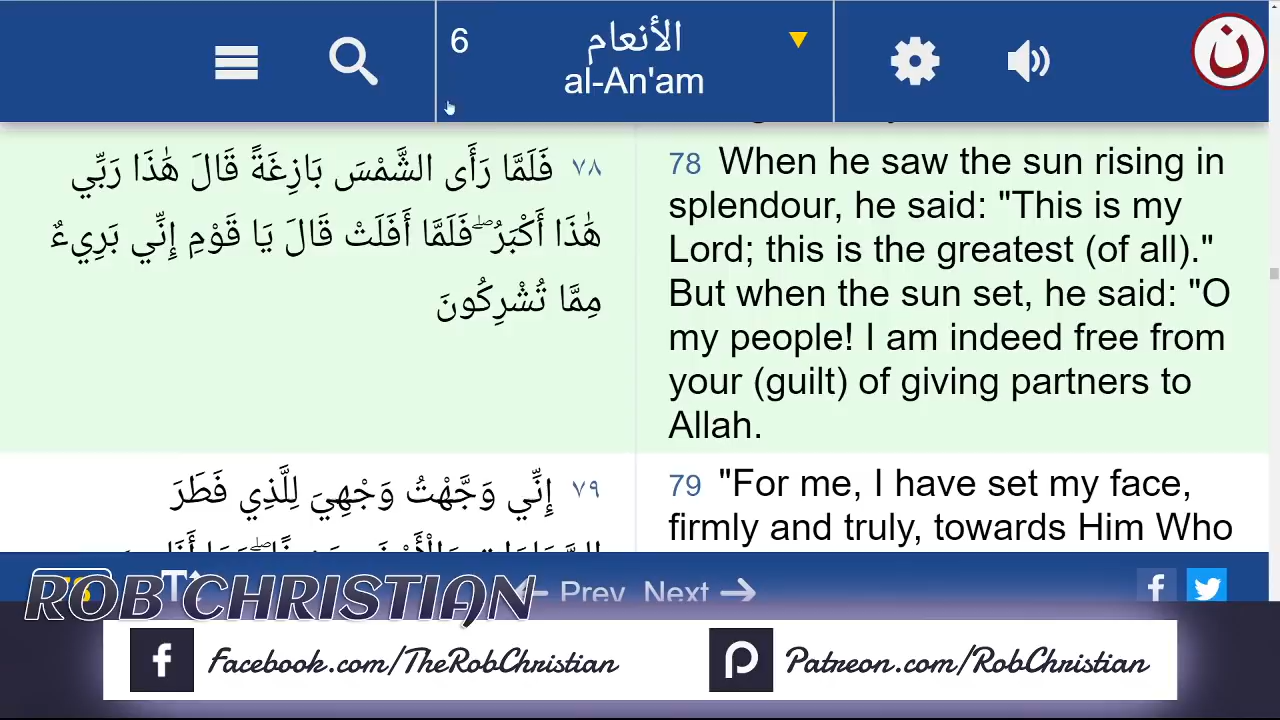 6
الأنعام
al-An'am
ن
٧٨ فَلَمَّا رَأَى الشَّمْسَ بَازِغَةً قَالَ هَٰذَا رَبِّي
هَٰذَا أَكْبَرُ ۖ فَلَمَّا أَفَلَتْ قَالَ يَا قَوْمِ إِنِّي بَرِيءٌ
مِمَّا تُشْرِكُونَ
78 When he saw the sun rising in
splendour, he said: "This is my
Lord; this is the greatest (of all)."
But when the sun set, he said: "O
my people! I am indeed free from
your (guilt) of giving partners to
Allah.
٧٩ إِنِّي وَجَّهْتُ وَجْهِيَ لِلَّذِي فَطَرَ
79 "For me, I have set my face,
firmly and truly, towards Him Who
Prev Next
ROB CHRISTIAN
Facebook.com/TheRobChristian
Patreon.com/RobChristian